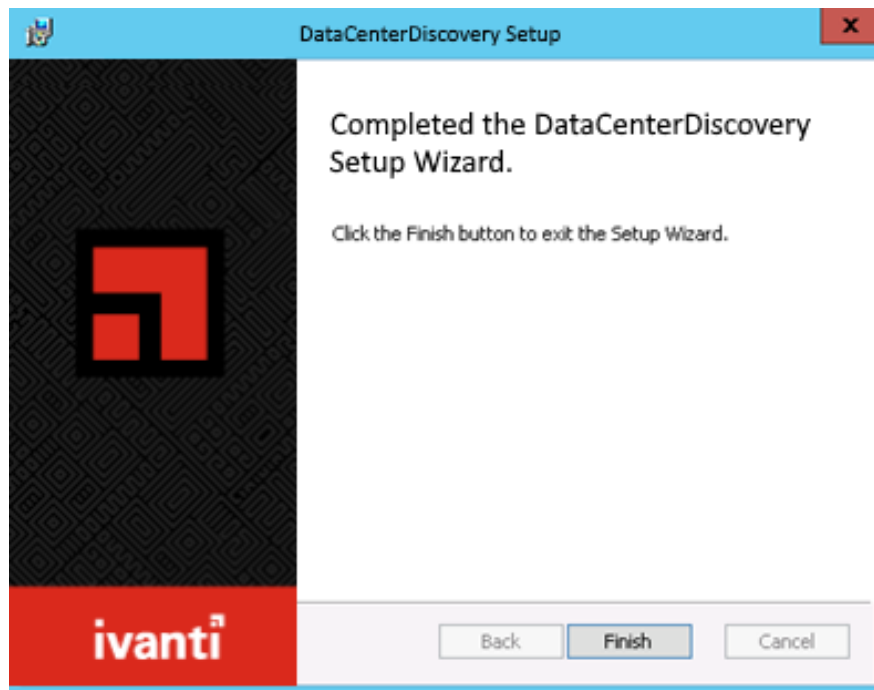 DataCenterDiscovery Setup
x
Completed the DataCenterDiscovery
Setup Wizard.
Click the Finish button to exit the Setup Wizard.
ivanti
Back
Finish
Cancel